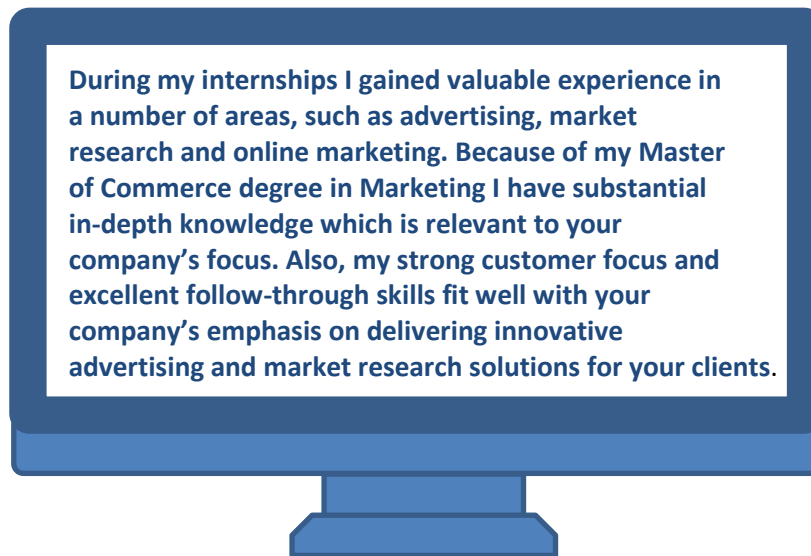 During my internships I gained valuable experience in
a number of areas, such as advertising, market
research and online marketing. Because of my Master
of Commerce degree in Marketing I have substantial
in-depth knowledge which is relevant to your
company’s focus. Also, my strong customer focus and
excellent follow-through skills fit well with your
company’s emphasis on delivering innovative
advertising and market research solutions for your clients.